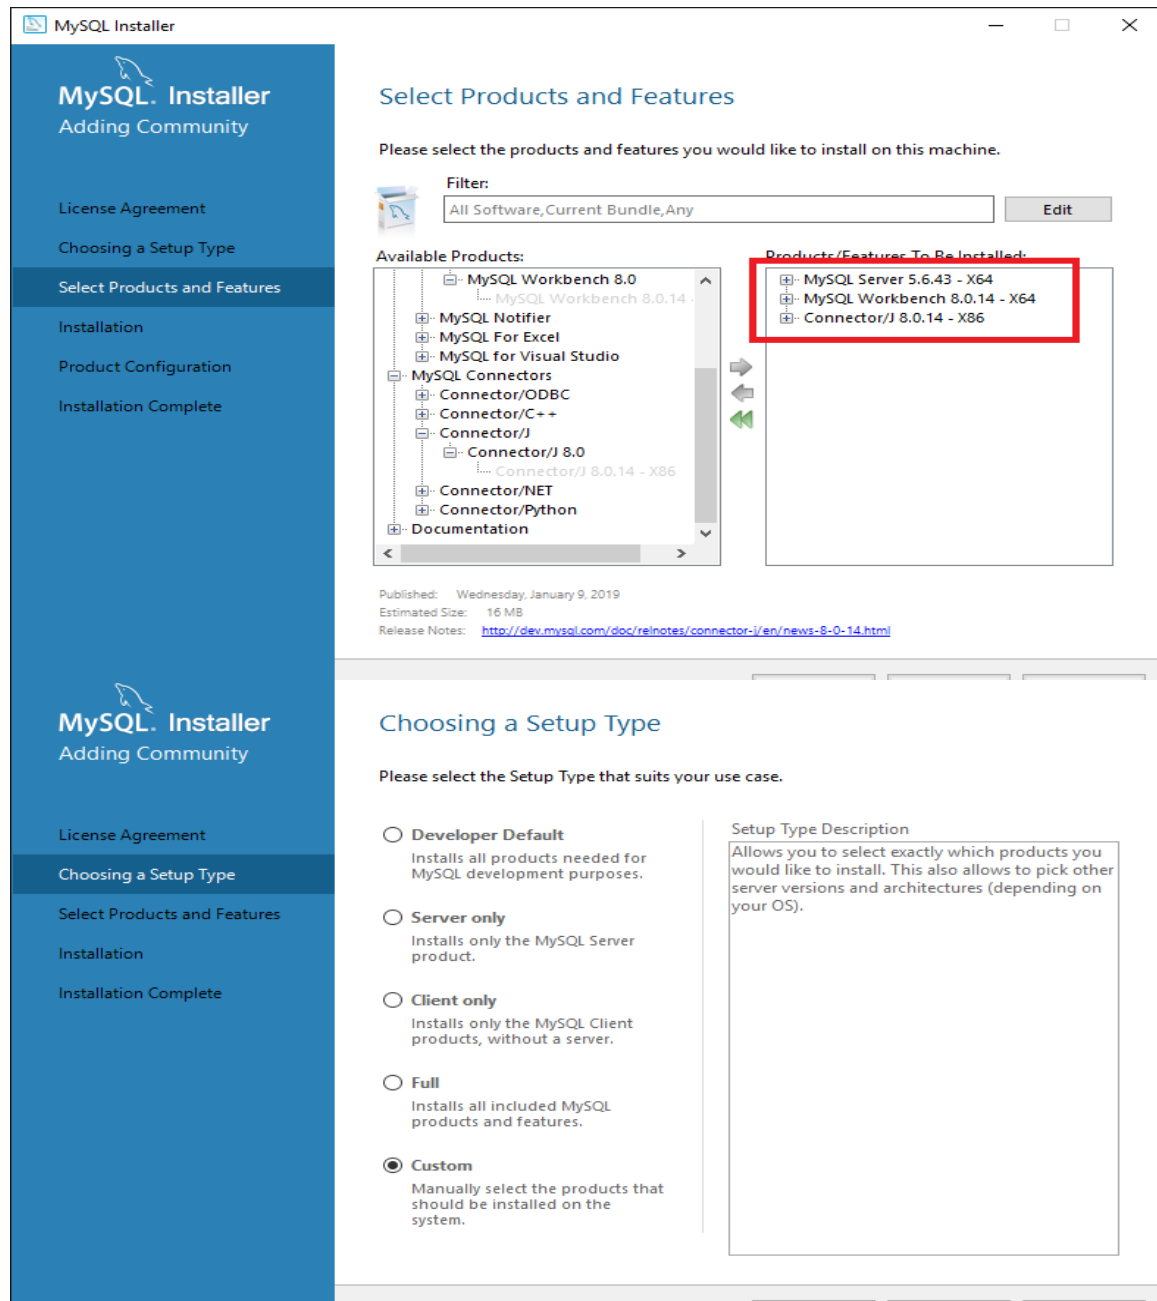 MySQL Installer
MySQL. Installer
Adding Community
License Agreement
Choosing a Setup Type
Select Products and Features
Installation
Product Configuration
Installation Complete
Select Products and Features
Please select the products and features you would like to install on this machine.
Filter:
All Software,Current Bundle,Any
Edit
Available Products:
MySQL Workbench 8.0
MySQL Workbench 8.0.14 -
MySQL Notifier
MySQL For Excel
MySQL for Visual Studio
MySQL Connectors
Connector/ODBC
Connector/C++
Connector/J
Connector/J 8.0
Connector/J 8.0.14 - X86
Connector/NET
Connector/Python
Documentation
Products/Features To Be Installed:
MySQL Server 5.6.43 - X64
MySQL Workbench 8.0.14 - X64
Connector/J 8.0.14 - X86
Published: Wednesday, January 9, 2019
Estimated Size: 16 MB
Release Notes: http://dev.mysql.com/doc/relnotes/connector-j/en/news-8-0-14.html
MySQL. Installer
Adding Community
License Agreement
Choosing a Setup Type
Select Products and Features
Installation
Installation Complete
Choosing a Setup Type
Please select the Setup Type that suits your use case.
Developer Default
Installs all products needed for
MySQL development purposes.
Server only
Installs only the MySQL Server
product.
Client only
Installs only the MySQL Client
products, without a server.
Full
Installs all included MySQL
products and features.
Custom
Manually select the products that
should be installed on the
system.
Setup Type Description
Allows you to select exactly which products you
would like to install. This also allows to pick other
server versions and architectures (depending on
your OS).